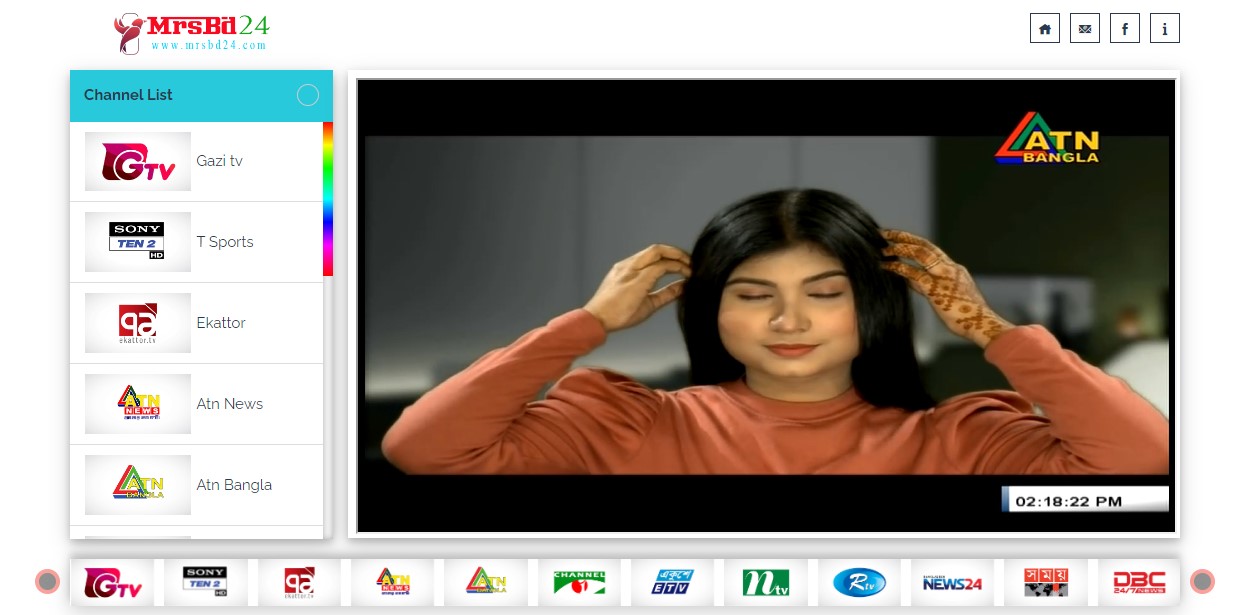 MrsBd24
www.mrsbd24.com
Channel List
GTV
Gazi tv
SONY
TEN 2
HD
T Sports
ekattor.tv
Ekattor
ATN
NEWS
Atn News
ATN
BANGLA
Atn Bangla
ATN
BANGLA
02:18:22 PM
GTV
SONY
TEN 2
HD
ekattor.tv
ATN
NEWS
ATN
BANGLA
CHANNEL
একুশে
ETV
ntv
Rtv
NEWS24
সময়
DBC
24/7 NEWS